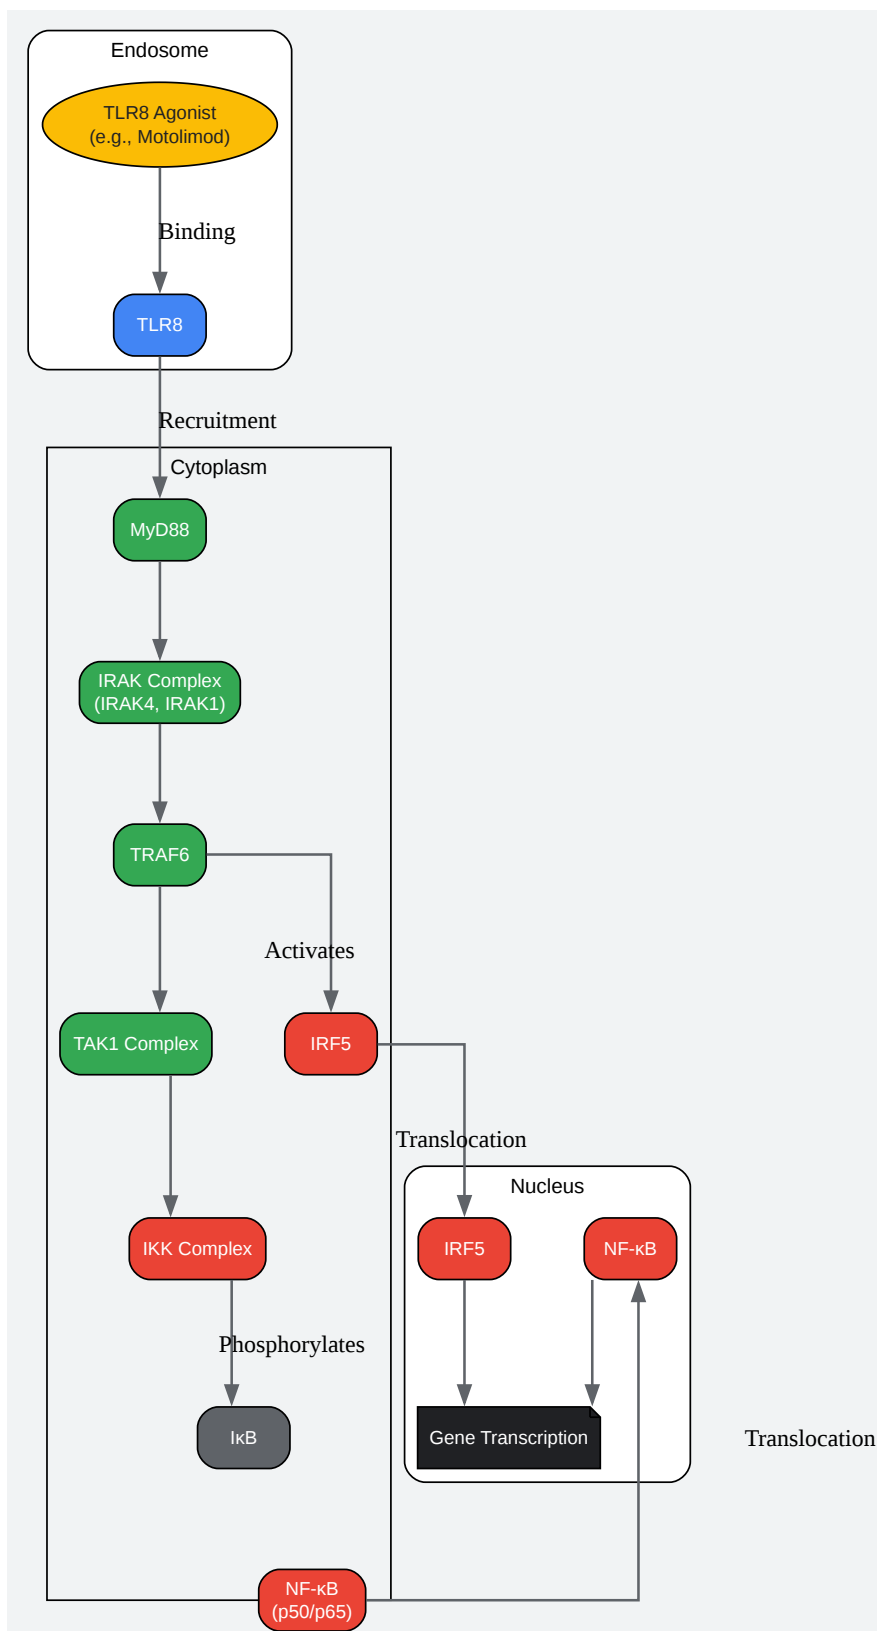 Endosome
TLR8 Agonist
(e.g., Motolimod)
Binding
TLR8
Recruitment
Cytoplasm
MyD88
IRAK Complex
(IRAK4, IRAK1)
TRAF6
Activates
TAK1 Complex
IRF5
Translocation
Nucleus
IKK Complex
IRF5
NF-κB
Phosphorylates
IκB
Gene Transcription
Translocation
NF-κB
(p50/p65)